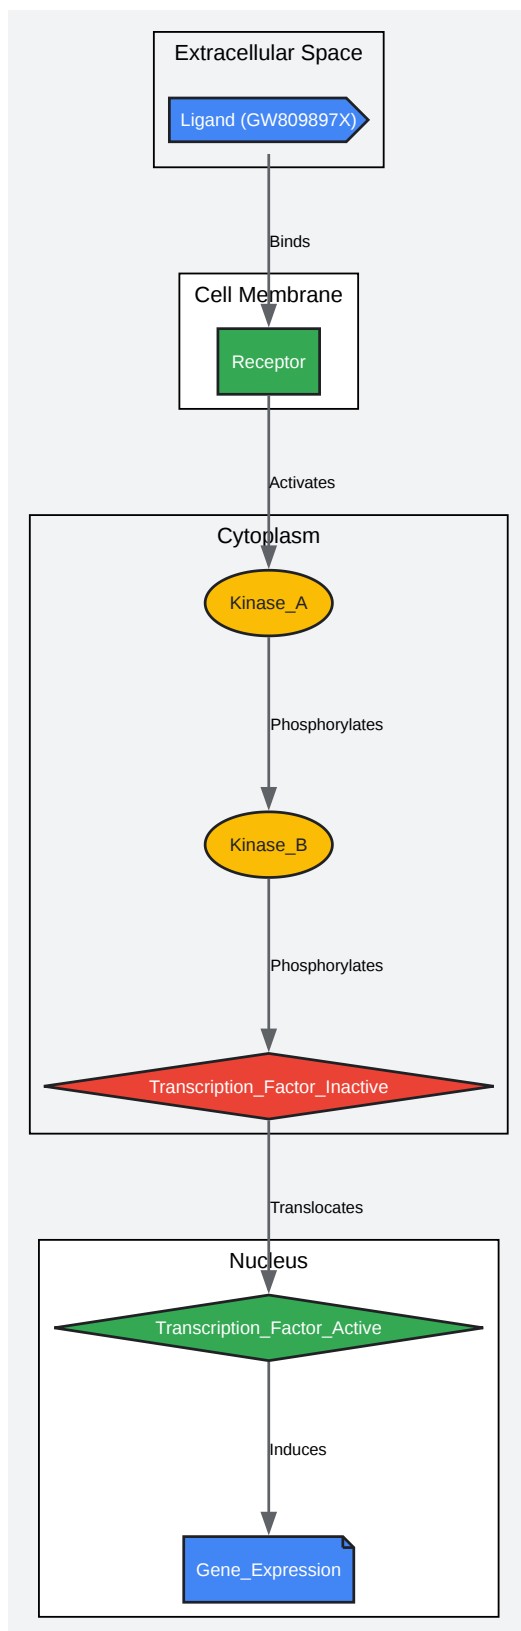 Extracellular Space
Ligand (GW809897X)
Binds
Cell Membrane
Receptor
Activates
Cytoplasm
Kinase_A
Phosphorylates
Kinase_B
Phosphorylates
Transcription_Factor_Inactive
Translocates
Nucleus
Transcription_Factor_Active
Induces
Gene_Expression